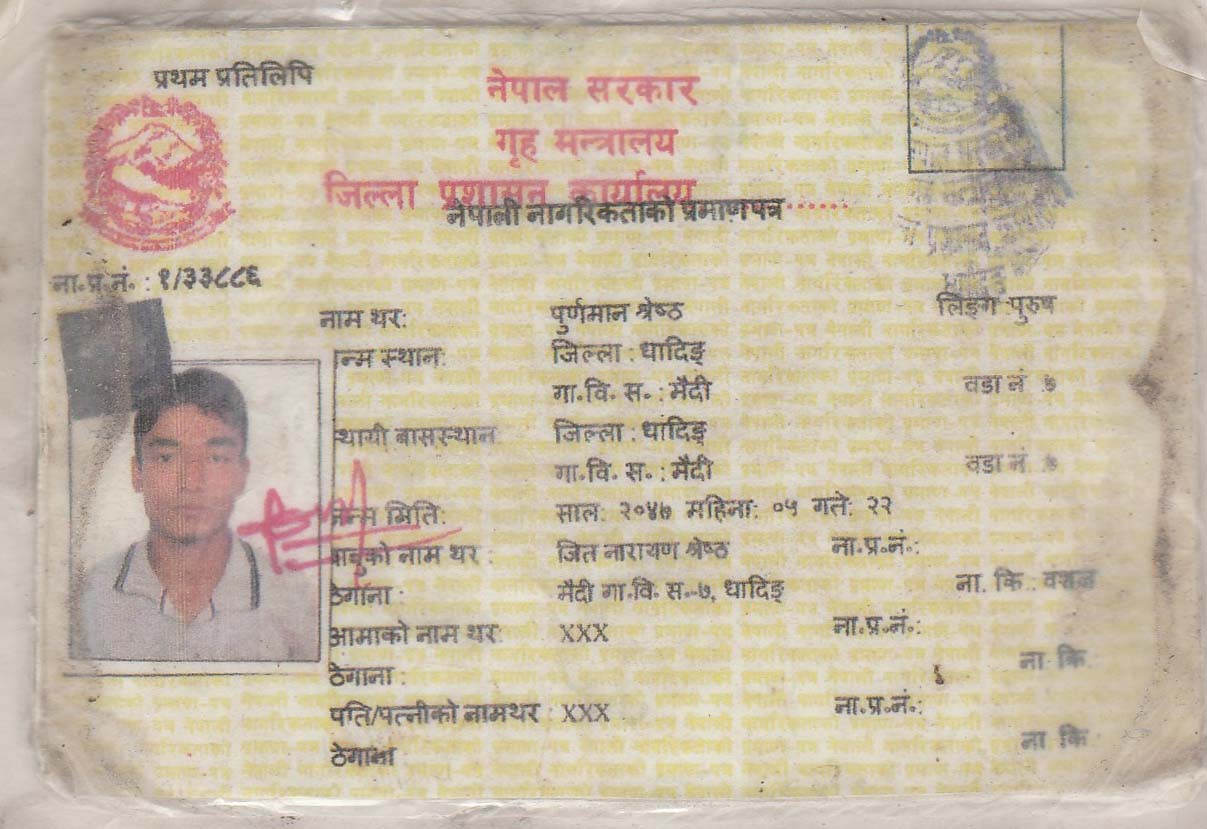 प्रथम प्रतिलिपि
नेपाल सरकार
गृह मन्त्रालय
जिल्ला प्रशासन कार्यालय......
नेपाली नागरिकताको प्रमाणपत्र
ना.प्र.नं. : १/३३८८६
नाम थर: पुर्णमान श्रेष्ठ लिङ्ग पुरुष
न्म स्थान: जिल्ला : धादिङ्ग
गा.वि. स. : मैदी वडा नं ७
स्थायी बासस्थान जिल्ला : धादिङ्ग
गा.वि. स. : मैदी वडा नं ७
जन्म मिति: साल: २०४७ महिना: ०५ गते: २२
बाबुको नाम थर : जित नारायण श्रेष्ठ ना.प्र.नं.:
ठेगाना : मैदी गा.वि. स.-७, धादिङ्ग ना. कि : वंशज
आमाको नाम थर: XXX ना.प्र.नं.:
ठेगाना : ना कि
पति/पत्नीको नामथर : XXX ना.प्र.नं.:
ठेगाना ना कि